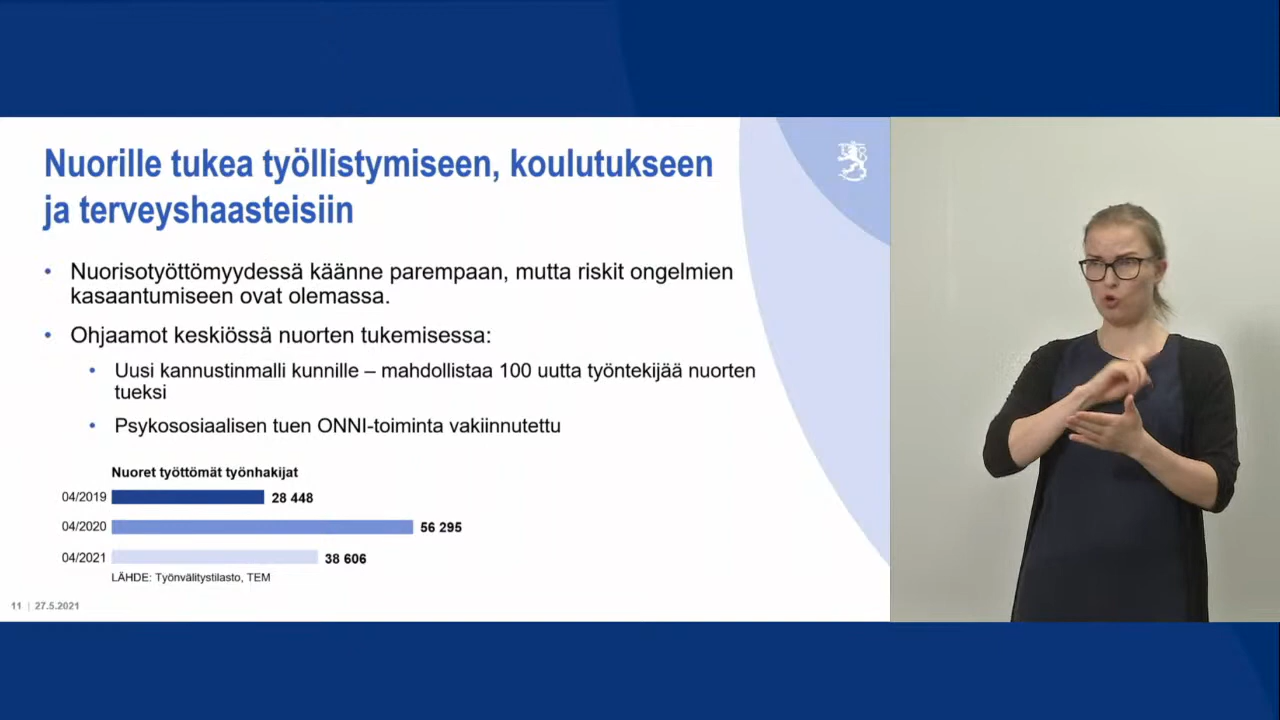 Nuorille tukea työllistymiseen, koulutukseen
ja terveyshaasteisiin
• Nuorisotyöttömyydessä käänne parempaan, mutta riskit ongelmien
kasaantumiseen ovat olemassa.
• Ohjaamot keskiössä nuorten tukemisessa:
• Uusi kannustinmalli kunnille – mahdollistaa 100 uutta työntekijää nuorten
tueksi
• Psykososiaalisen tuen ONNI-toiminta vakiinnutettu
Nuoret työttömät työnhakijat
04/2019 28 448
04/2020 56 295
04/2021 38 606
LÄHDE: Työnvälitystilasto, TEM
11 | 27.5.2021